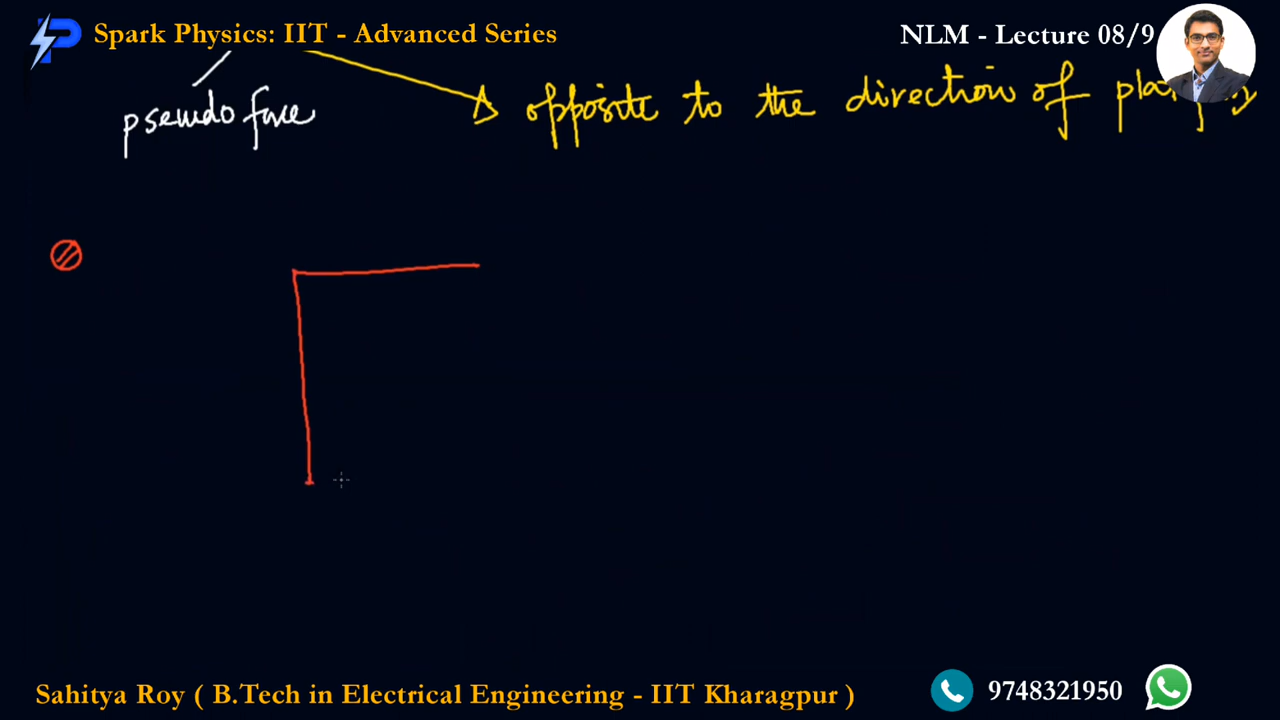 Spark Physics: IIT - Advanced Series
NLM - Lecture 08/9
pseudo force
opposite to the direction of
Sahitya Roy ( B.Tech in Electrical Engineering - IIT Kharagpur )
9748321950